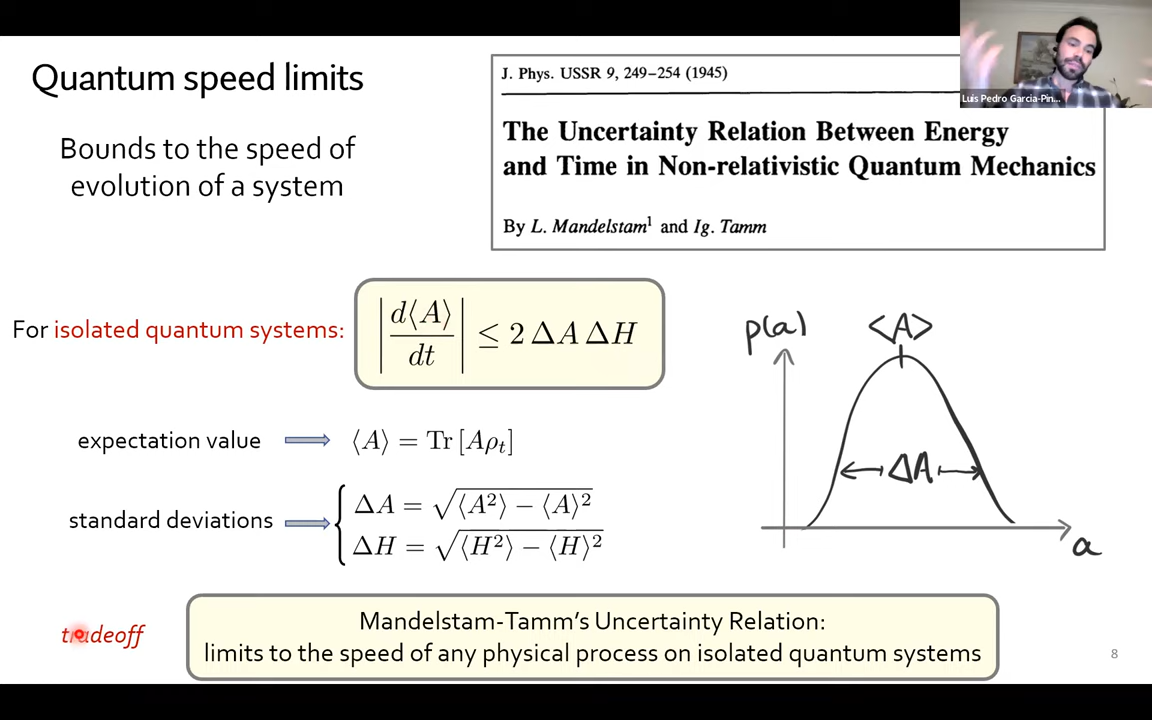 Quantum speed limits
Bounds to the speed of
evolution of a system
J. Phys. USSR 9, 249–254 (1945)
The Uncertainty Relation Between Energy
and Time in Non-relativistic Quantum Mechanics
By L. Mandelstam¹ and Ig. Tamm
Luis Pedro Garcia-Pin...
For isolated quantum systems:
|d⟨A⟩/dt| ≤ 2 ΔA ΔH
expectation value ⟨A⟩ = Tr [Aρₜ]
standard deviations
ΔA = √(⟨A²⟩ − ⟨A⟩²)
ΔH = √(⟨H²⟩ − ⟨H⟩²)
p(a)
<A>
ΔA
a
tradeoff
Mandelstam-Tamm's Uncertainty Relation:
limits to the speed of any physical process on isolated quantum systems
8